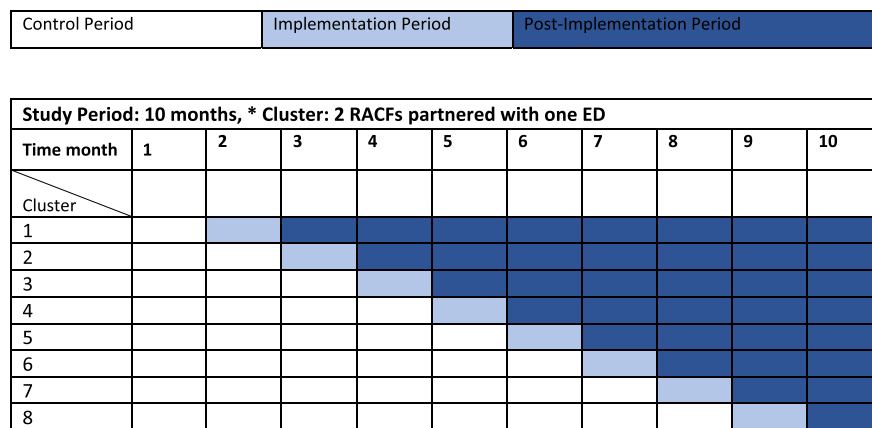 Control Period Implementation Period Post-Implementation Period
Study Period: 10 months, * Cluster: 2 RACFs partnered with one ED
Time month 1 2 3 4 5 6 7 8 9 10
Cluster
1
2
3
4
5
6
7
8